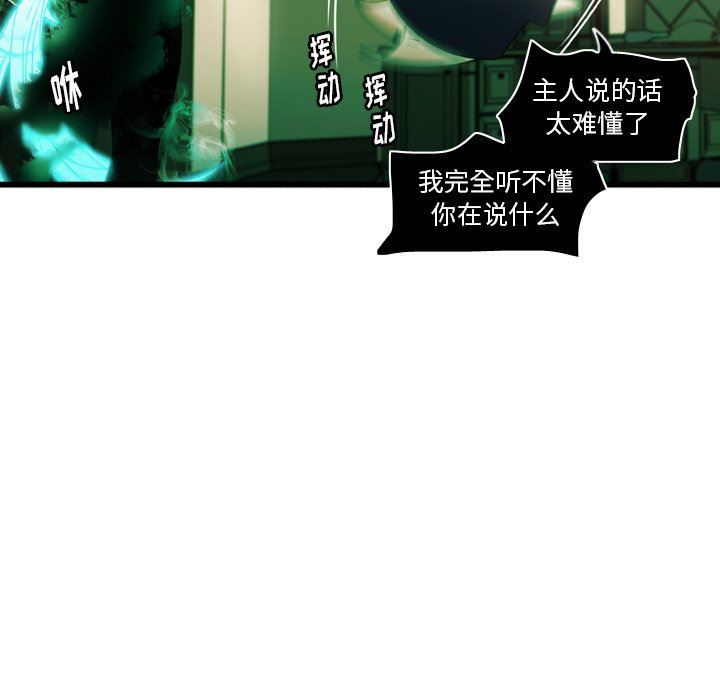 咻
挥动
挥动
主人说的话
太难懂了
我完全听不懂
你在说什么